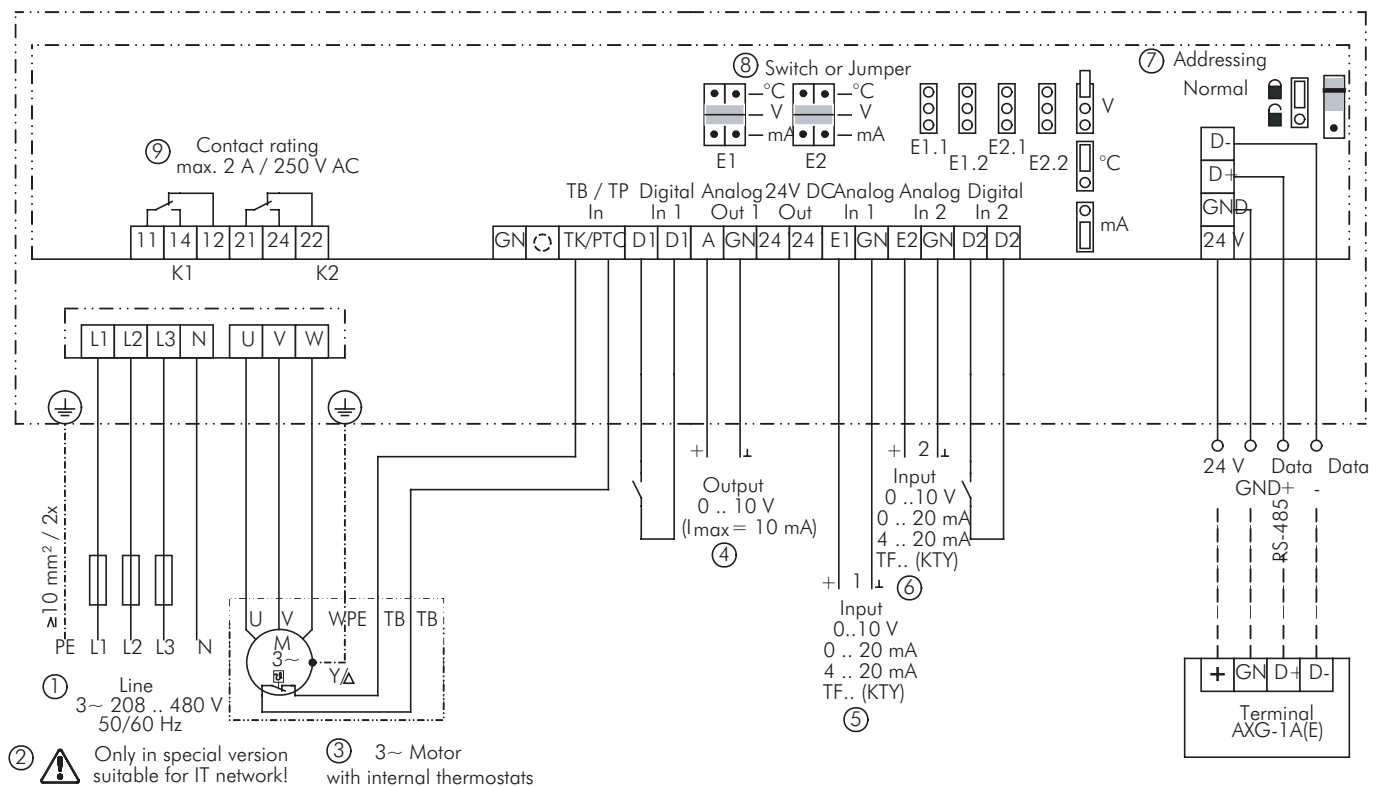 ⑧ Switch or Jumper
⑦ Addressing
Normal
°C
V
mA
°C
V
mA
E1
E2
E1.1
E1.2
E2.1
E2.2
V
°C
mA
⑨ Contact rating
max. 2 A / 250 V AC
TB / TP Digital Analog 24V DC Analog Analog Digital
In In 1 Out 1 Out In 1 In 2 In 2
11 14 12 21 24 22
K1 K2
GN TK/PTC D1 D1 A GN 24 24 E1 GN E2 GN D2 D2
D-
D+
GND
24 V
L1 L2 L3 N U V W
≥10 mm² / 2x
PE L1 L2 L3 N
① Line
3~ 208 .. 480 V
50/60 Hz
② Only in special version
suitable for IT network!
U V W PE TB TB
M
3~
Y/Δ
③ 3~ Motor
with internal thermostats
+ ⊥
Output
0 .. 10 V
(Imax = 10 mA)
④
+ 1 ⊥
Input
0..10 V
0 .. 20 mA
4 .. 20 mA
TF.. (KTY)
⑤
+ 2 ⊥
Input
0 ..10 V
0 .. 20 mA
4 .. 20 mA
TF.. (KTY)
⑥
24 V Data Data
GND+ -
RS-485
+ GN D+ D-
Terminal
AXG-1A(E)